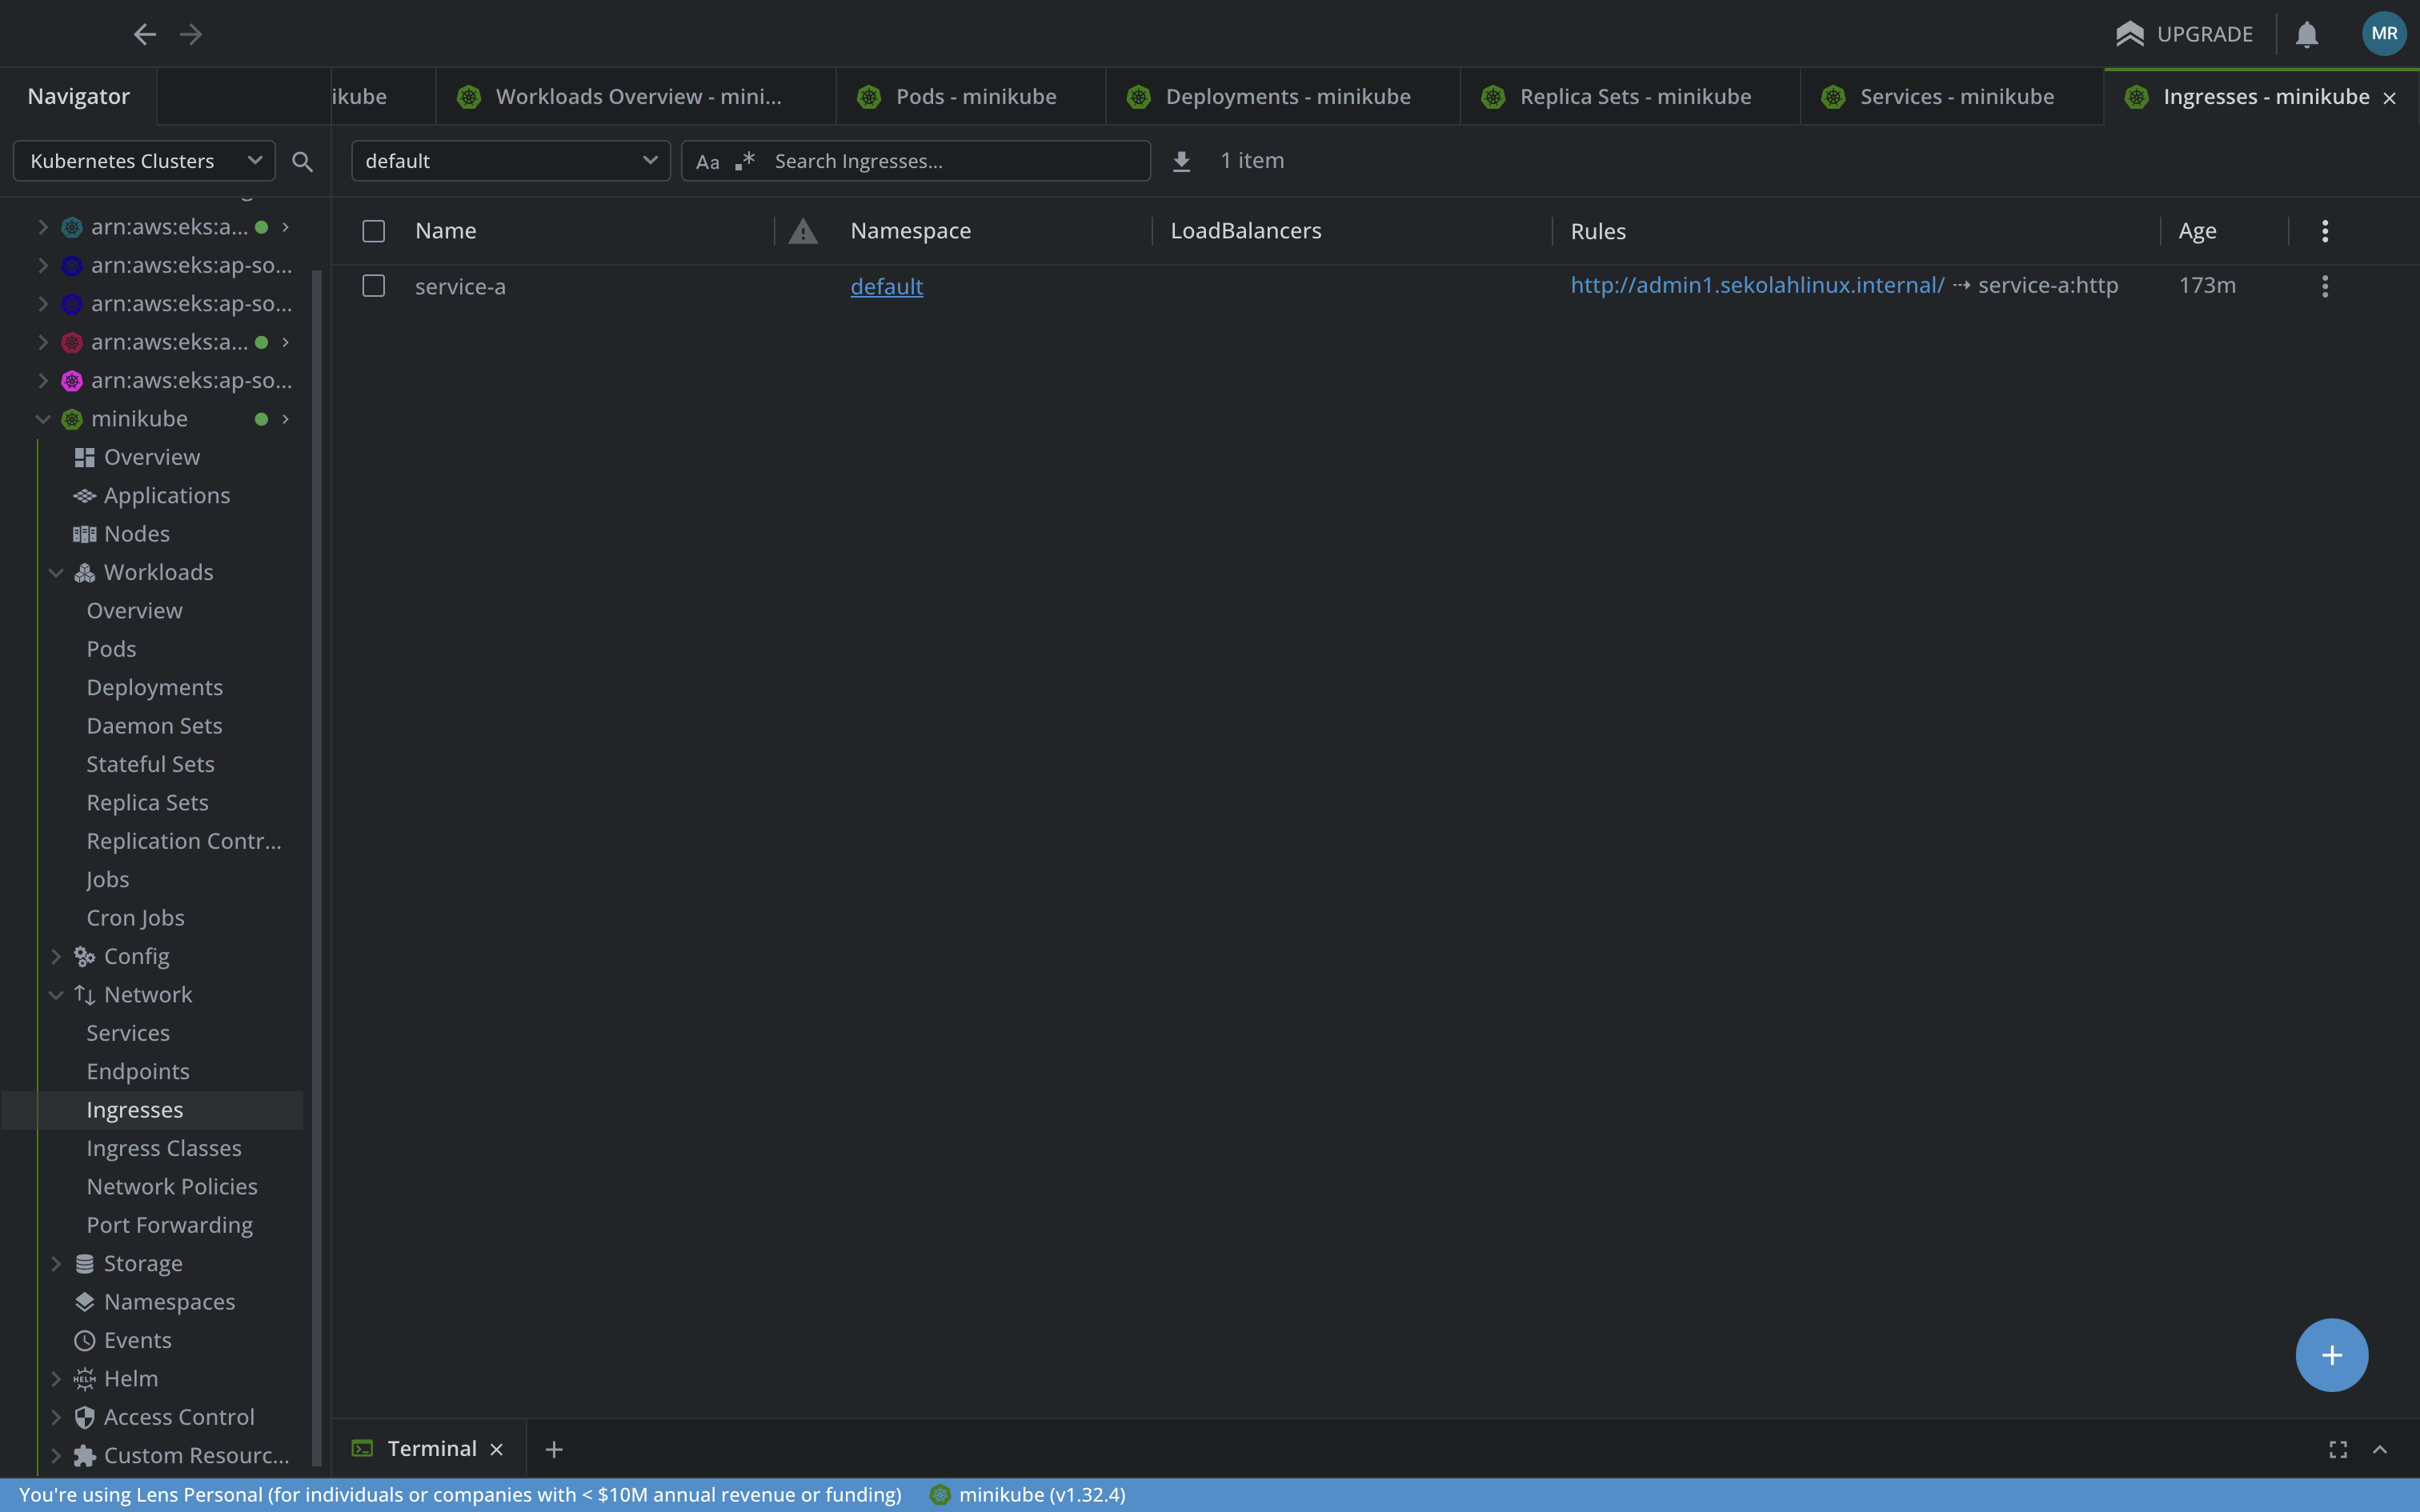 UPGRADE
MR
Navigator
ikube
Workloads Overview - mini...
Pods - minikube
Deployments - minikube
Replica Sets - minikube
Services - minikube
Ingresses - minikube
Kubernetes Clusters
default
Aa .* Search Ingresses...
1 item
Name
Namespace
LoadBalancers
Rules
Age
service-a
default
http://admin1.sekolahlinux.internal/ ⇢ service-a:http
173m
arn:aws:eks:a...
arn:aws:eks:ap-so...
arn:aws:eks:ap-so...
arn:aws:eks:a...
arn:aws:eks:ap-so...
minikube
Overview
Applications
Nodes
Workloads
Overview
Pods
Deployments
Daemon Sets
Stateful Sets
Replica Sets
Replication Contr...
Jobs
Cron Jobs
Config
Network
Services
Endpoints
Ingresses
Ingress Classes
Network Policies
Port Forwarding
Storage
Namespaces
Events
HELM Helm
Access Control
Custom Resourc...
Terminal
You're using Lens Personal (for individuals or companies with < $10M annual revenue or funding)
minikube (v1.32.4)